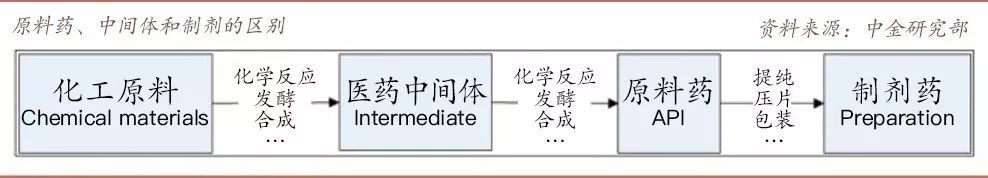 原料药、中间体和制剂的区别
资料来源：中金研究部
化工原料
Chemical materials
化学反应
发酵
合成
…
医药中间体
Intermediate
化学反应
发酵
合成
…
原料药
API
提纯
压片
包装
…
制剂药
Preparation